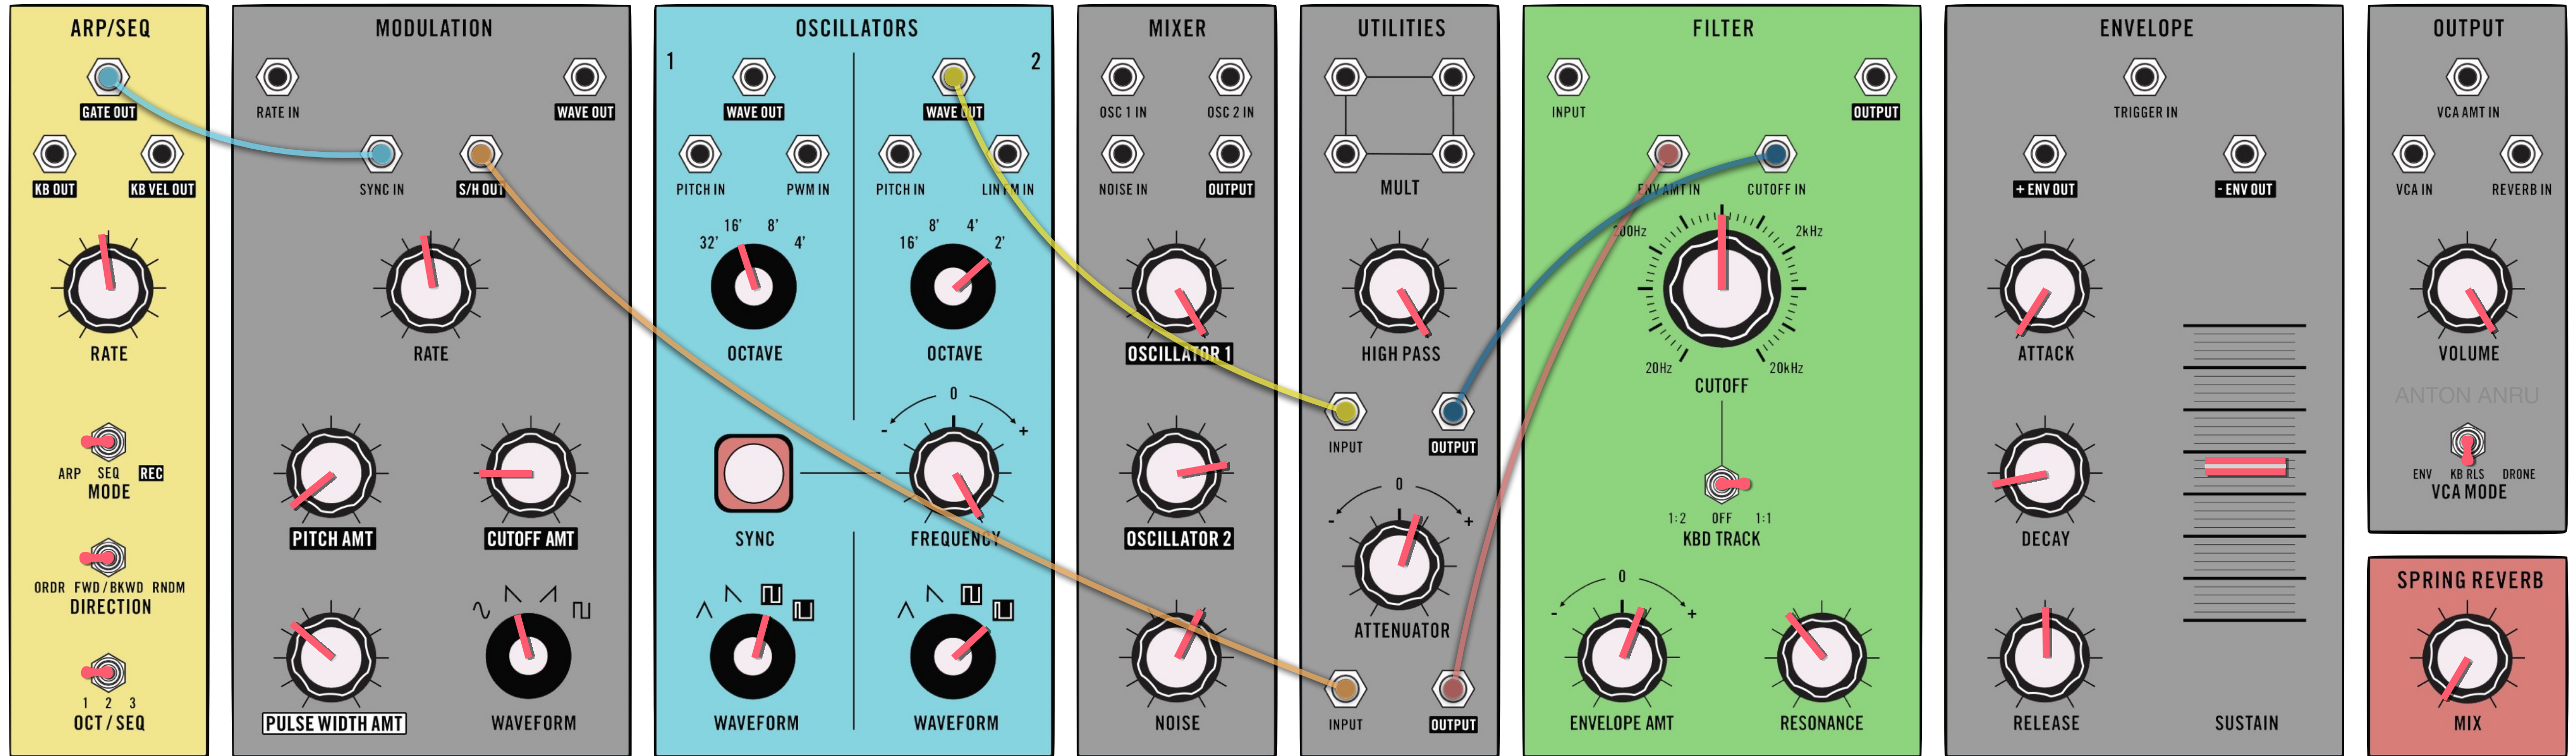 ARP/SEQ
GATE OUT
KB OUT KB VEL OUT
RATE
ARP SEQ REC
MODE
ORDR FWD/BKWD RNDM
DIRECTION
1 2 3
OCT/SEQ
MODULATION
RATE IN WAVE OUT
SYNC IN S/H OUT
RATE
PITCH AMT CUTOFF AMT
PULSE WIDTH AMT WAVEFORM
OSCILLATORS
1 2
WAVE OUT WAVE OUT
PITCH IN PWM IN PITCH IN LIN FM IN
32' 16' 8' 4' 16' 8' 4' 2'
OCTAVE OCTAVE
- 0 +
SYNC FREQUENCY
WAVEFORM WAVEFORM
MIXER
OSC 1 IN OSC 2 IN
NOISE IN OUTPUT
OSCILLATOR 1
OSCILLATOR 2
NOISE
UTILITIES
MULT
HIGH PASS
INPUT OUTPUT
- 0 +
ATTENUATOR
INPUT OUTPUT
FILTER
INPUT OUTPUT
ENV AMT IN CUTOFF IN
200Hz 2kHz
20Hz 20kHz
CUTOFF
1:2 OFF 1:1
KBD TRACK
- 0 +
ENVELOPE AMT RESONANCE
ENVELOPE
TRIGGER IN
+ ENV OUT - ENV OUT
ATTACK
DECAY
RELEASE SUSTAIN
OUTPUT
VCA AMT IN
VCA IN REVERB IN
VOLUME
ANTON ANRU
ENV KB RLS DRONE
VCA MODE
SPRING REVERB
MIX